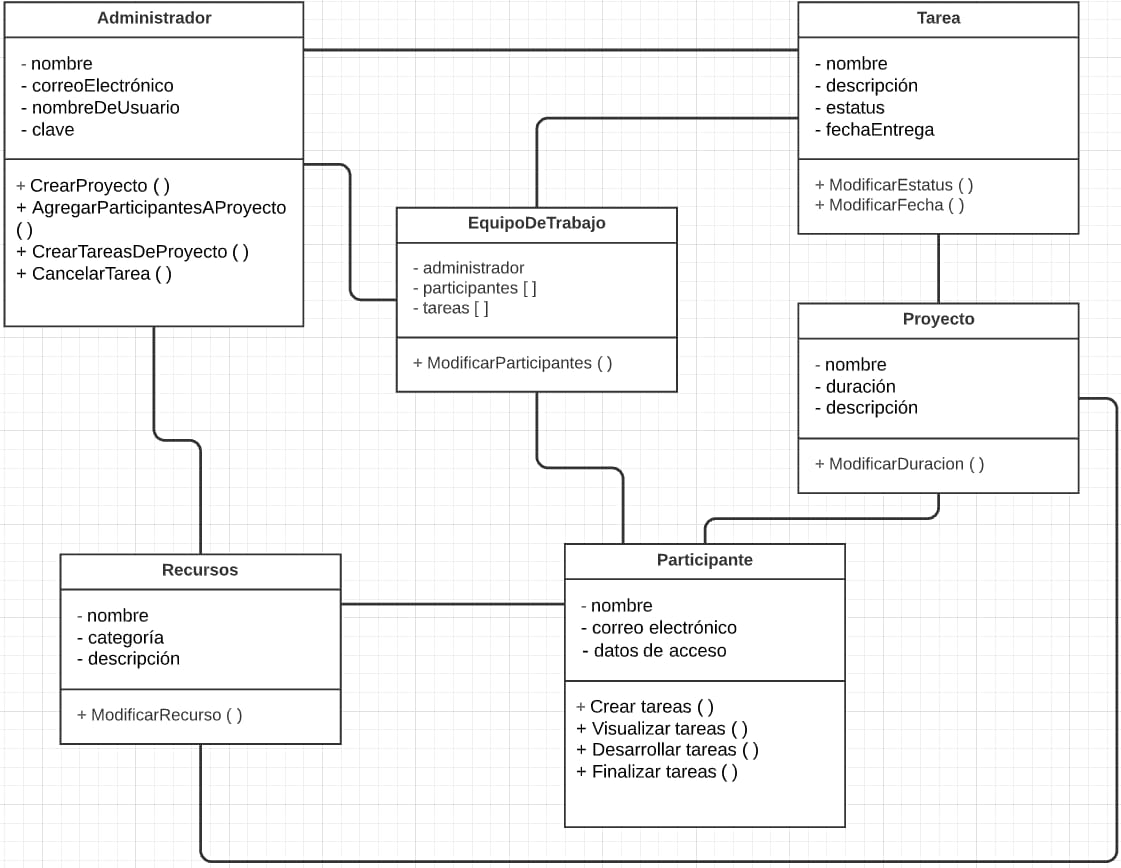 Administrador
- nombre
- correoElectrónico
- nombreDeUsuario
- clave
+ CrearProyecto ( )
+ AgregarParticipantesAProyecto
( )
+ CrearTareasDeProyecto ( )
+ CancelarTarea ( )
Tarea
- nombre
- descripción
- estatus
- fechaEntrega
+ ModificarEstatus ( )
+ ModificarFecha ( )
EquipoDeTrabajo
- administrador
- participantes [ ]
- tareas [ ]
+ ModificarParticipantes ( )
Proyecto
- nombre
- duración
- descripción
+ ModificarDuracion ( )
Recursos
- nombre
- categoría
- descripción
+ ModificarRecurso ( )
Participante
- nombre
- correo electrónico
- datos de acceso
+ Crear tareas ( )
+ Visualizar tareas ( )
+ Desarrollar tareas ( )
+ Finalizar tareas ( )